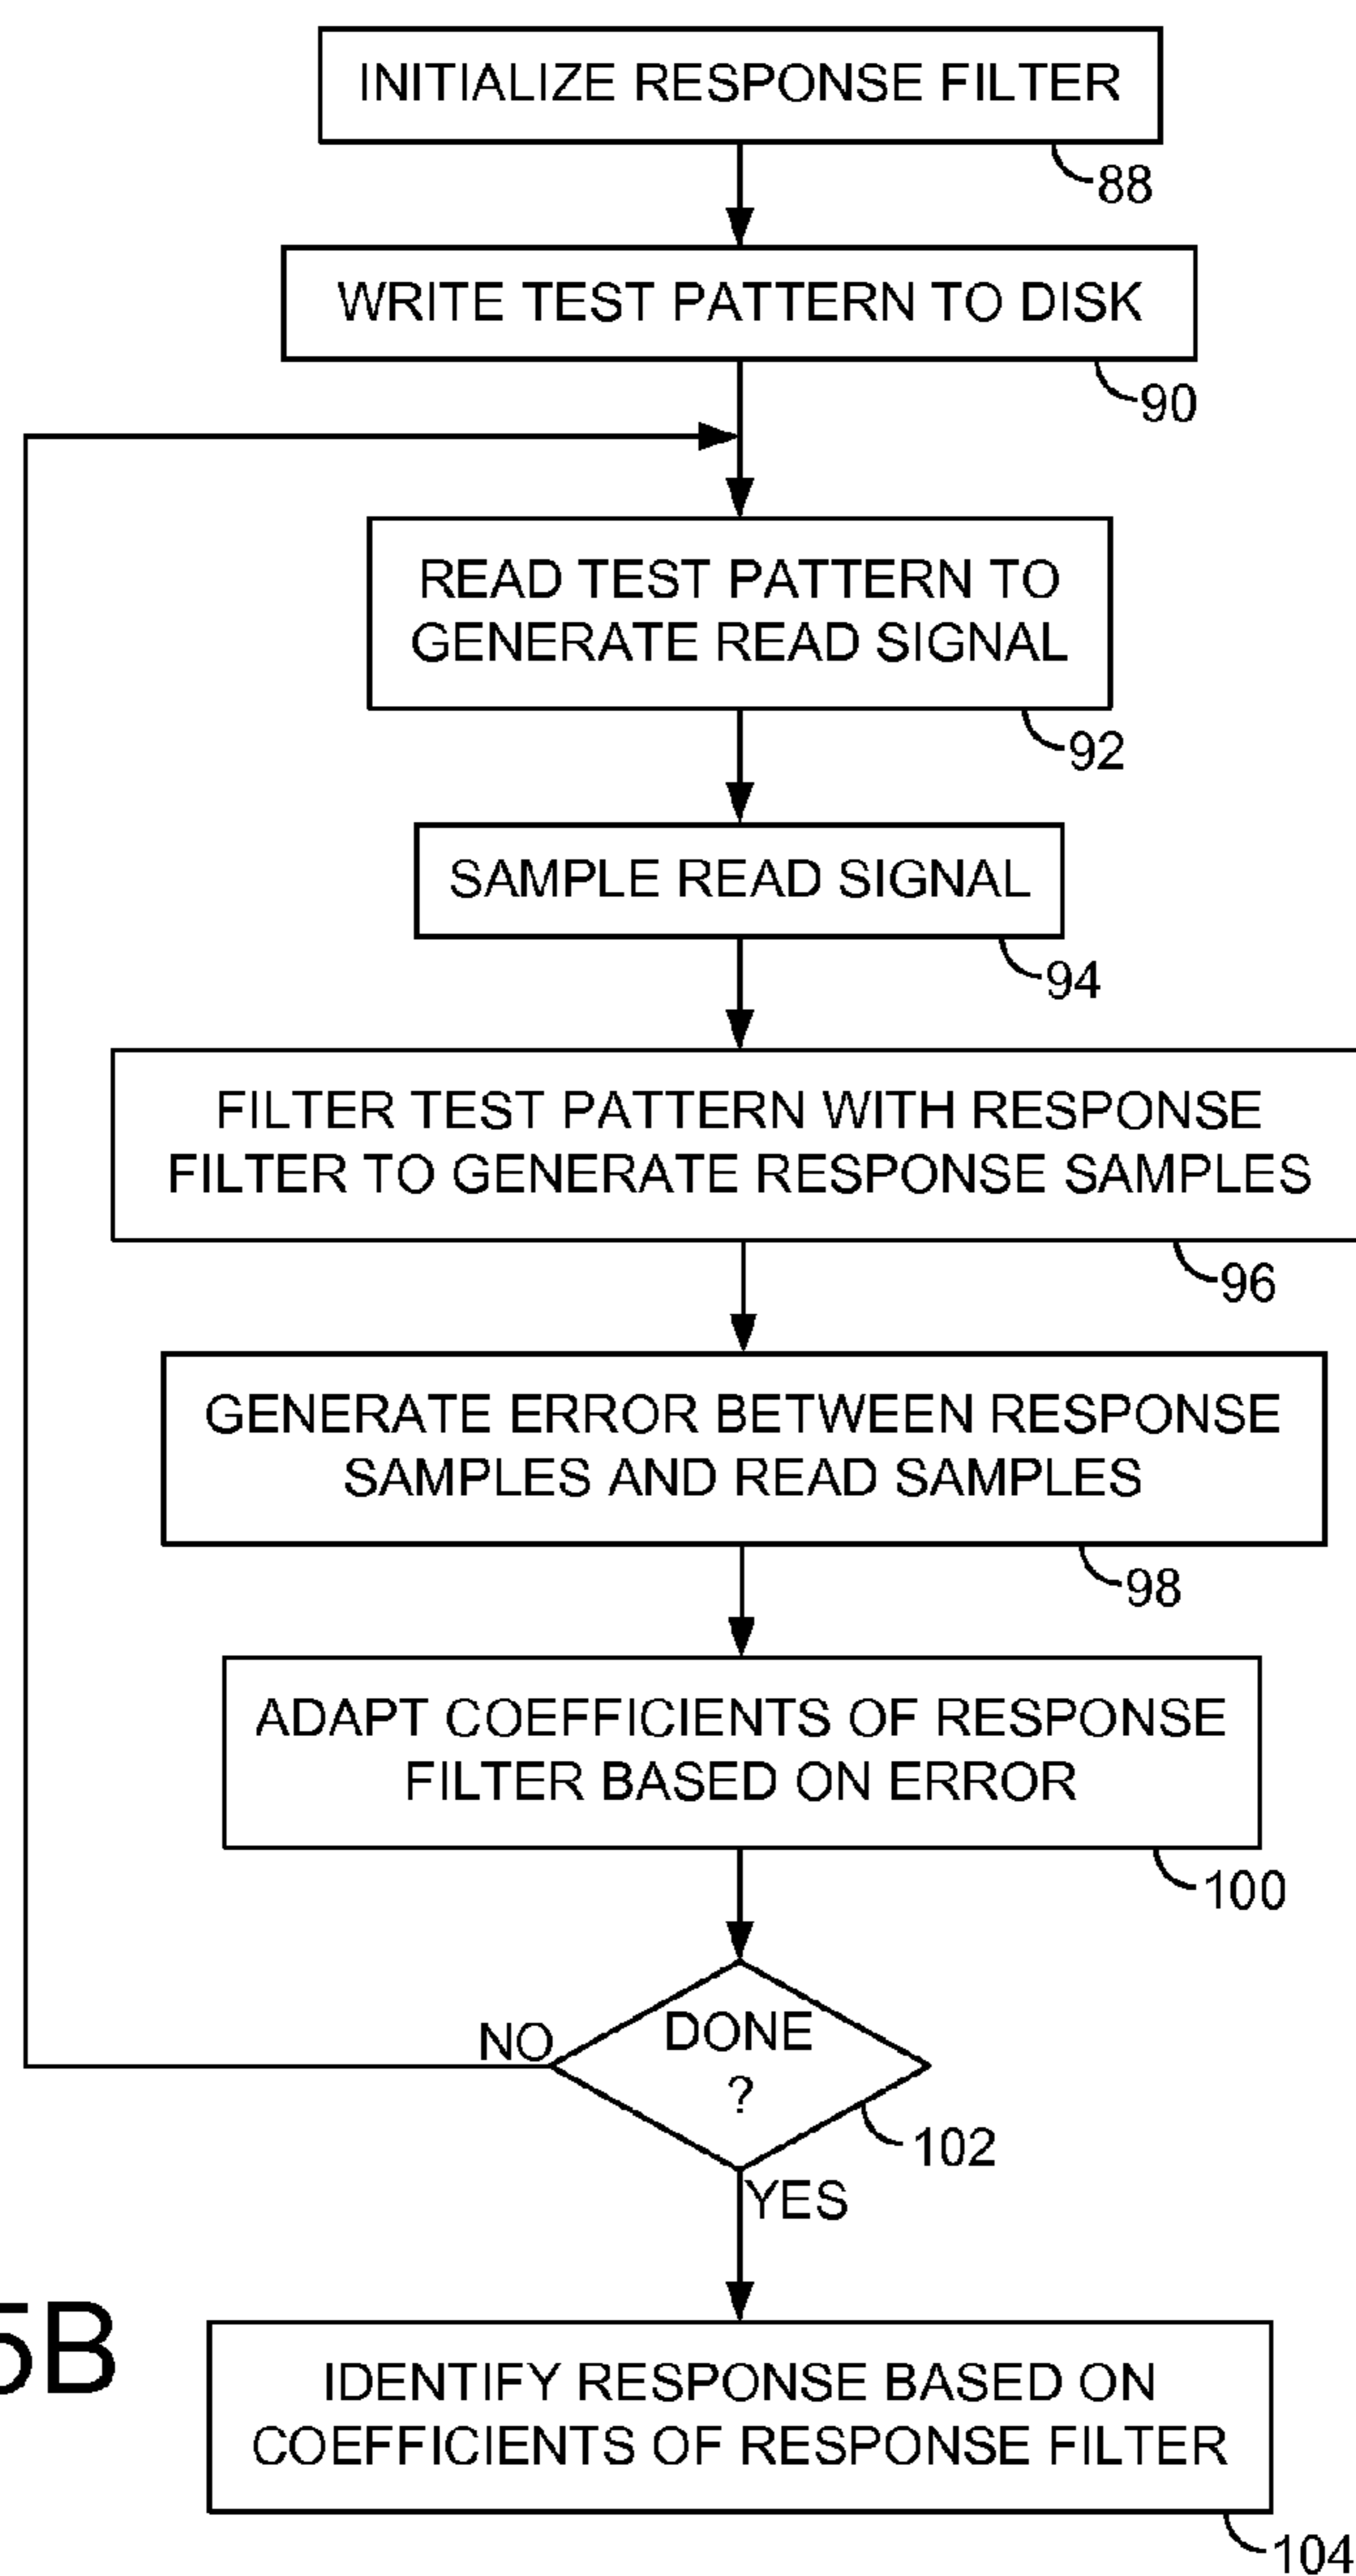 INITIALIZE RESPONSE FILTER
88
WRITE TEST PATTERN TO DISK
90
READ TEST PATTERN TO
GENERATE READ SIGNAL
92
SAMPLE READ SIGNAL
94
FILTER TEST PATTERN WITH RESPONSE
FILTER TO GENERATE RESPONSE SAMPLES
96
GENERATE ERROR BETWEEN RESPONSE
SAMPLES AND READ SAMPLES
98
ADAPT COEFFICIENTS OF RESPONSE
FILTER BASED ON ERROR
100
NO
DONE
?
102
YES
5B
IDENTIFY RESPONSE BASED ON
COEFFICIENTS OF RESPONSE FILTER
104